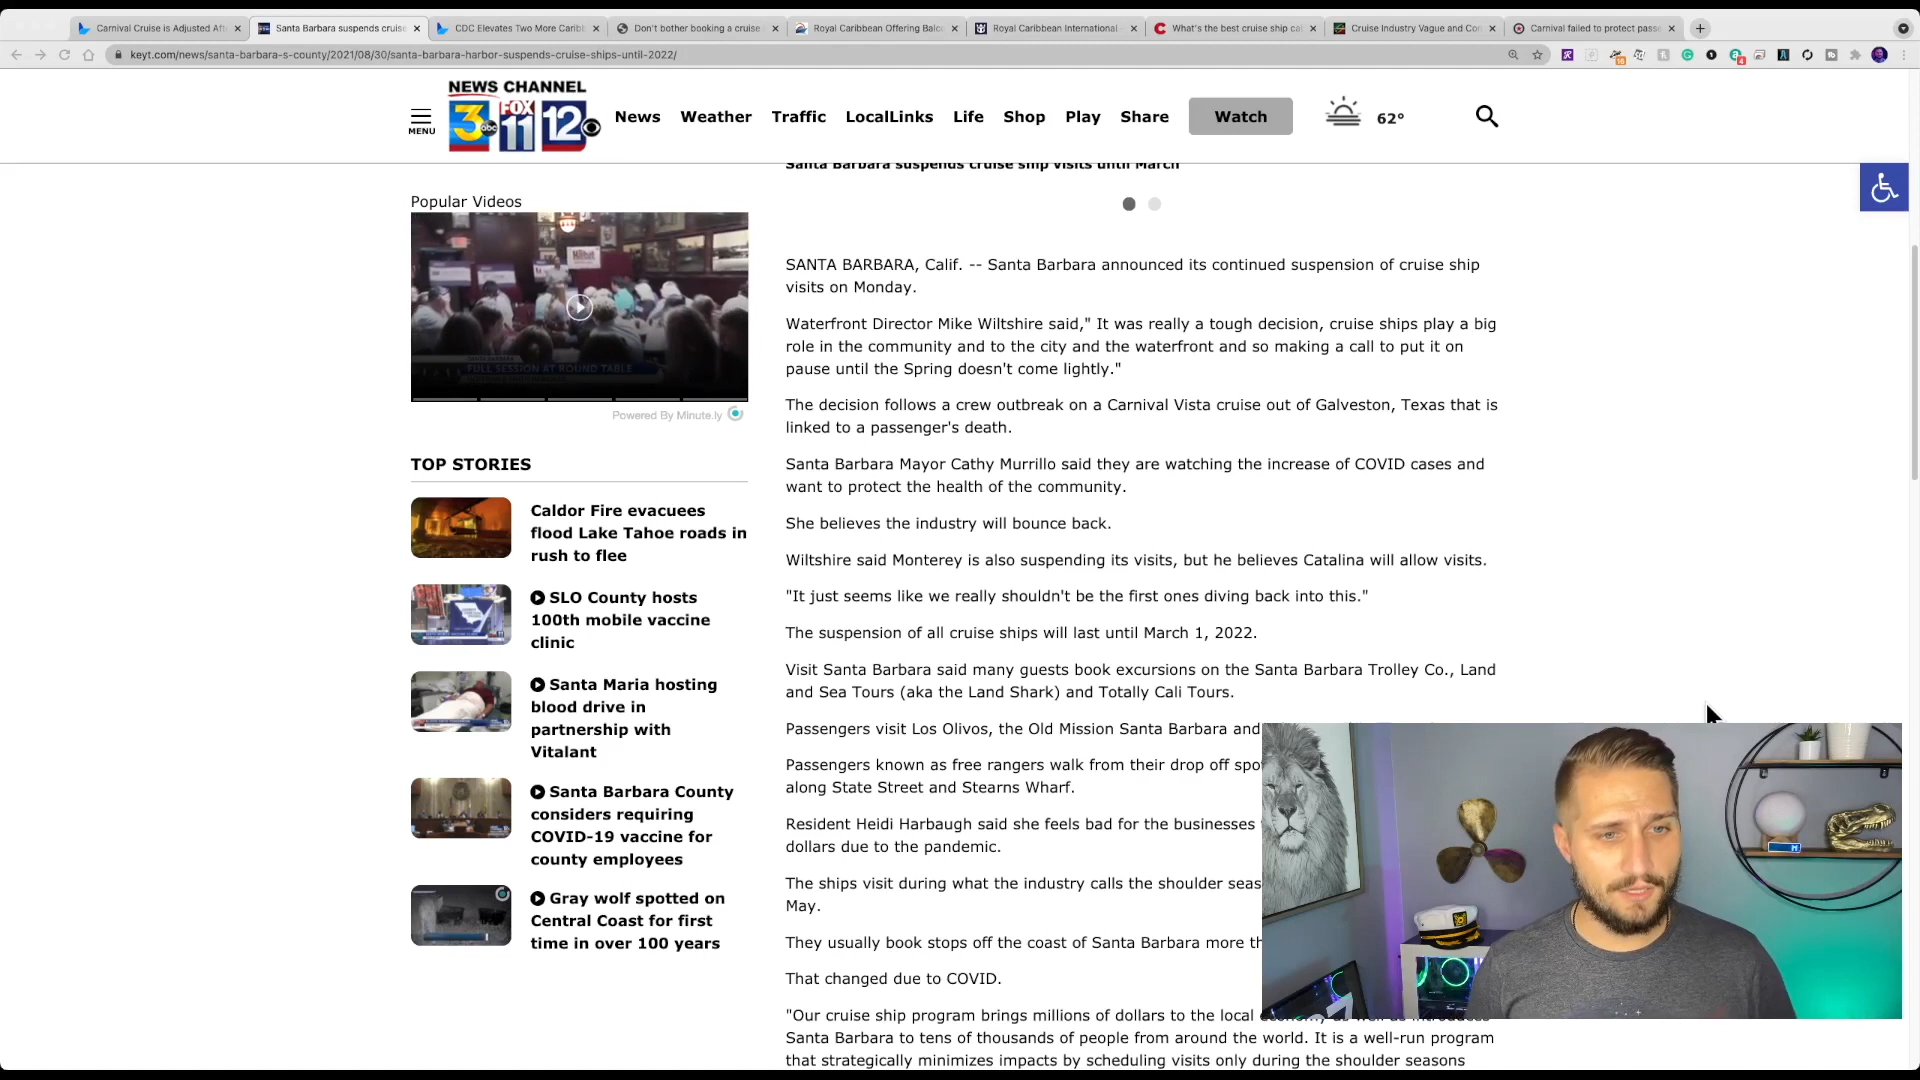 Carnival Cruise is Adjusted Aft
Santa Barbara suspends cruise
CDC Elevates Two More Caribb
Don't bother booking a cruise
Royal Caribbean Offering Balco
Royal Caribbean International
What's the best cruise ship ca
Cruise Industry Vague and Con
Carnival failed to protect pass
keyt.com/news/santa-barbara-s-county/2021/08/30/santa-barbara-harbor-suspends-cruise-ships-until-2022/
MENU
NEWS CHANNEL
3 abc FOX 11 12
News
Weather
Traffic
LocalLinks
Life
Shop
Play
Share
Watch
62°
Santa Barbara suspends cruise ship visits until March
Popular Videos
FULL SESSION AT ROUND TABLE
Powered By Minute.ly
TOP STORIES
Caldor Fire evacuees
flood Lake Tahoe roads in
rush to flee
SLO County hosts
100th mobile vaccine
clinic
Santa Maria hosting
blood drive in
partnership with
Vitalant
Santa Barbara County
considers requiring
COVID-19 vaccine for
county employees
Gray wolf spotted on
Central Coast for first
time in over 100 years
SANTA BARBARA, Calif. -- Santa Barbara announced its continued suspension of cruise ship
visits on Monday.
Waterfront Director Mike Wiltshire said," It was really a tough decision, cruise ships play a big
role in the community and to the city and the waterfront and so making a call to put it on
pause until the Spring doesn't come lightly."
The decision follows a crew outbreak on a Carnival Vista cruise out of Galveston, Texas that is
linked to a passenger's death.
Santa Barbara Mayor Cathy Murrillo said they are watching the increase of COVID cases and
want to protect the health of the community.
She believes the industry will bounce back.
Wiltshire said Monterey is also suspending its visits, but he believes Catalina will allow visits.
"It just seems like we really shouldn't be the first ones diving back into this."
The suspension of all cruise ships will last until March 1, 2022.
Visit Santa Barbara said many guests book excursions on the Santa Barbara Trolley Co., Land
and Sea Tours (aka the Land Shark) and Totally Cali Tours.
Passengers visit Los Olivos, the Old Mission Santa Barbara and
Passengers known as free rangers walk from their drop off spo
along State Street and Stearns Wharf.
Resident Heidi Harbaugh said she feels bad for the businesses
dollars due to the pandemic.
The ships visit during what the industry calls the shoulder seas
May.
They usually book stops off the coast of Santa Barbara more th
That changed due to COVID.
"Our cruise ship program brings millions of dollars to the local
Santa Barbara to tens of thousands of people from around the world. It is a well-run program
that strategically minimizes impacts by scheduling visits only during the shoulder seasons